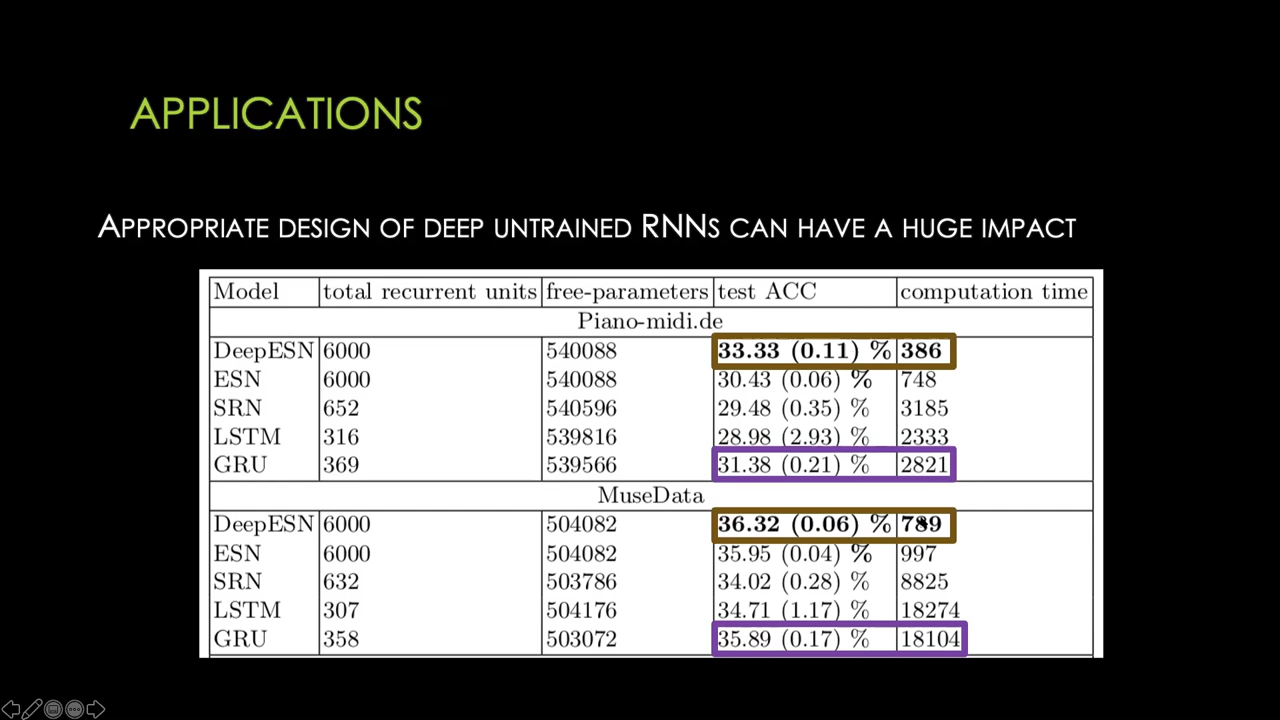 APPLICATIONS
APPROPRIATE DESIGN OF DEEP UNTRAINED RNNS CAN HAVE A HUGE IMPACT
Model total recurrent units free-parameters test ACC computation time
Piano-midi.de
DeepESN 6000 540088 33.33 (0.11) % 386
ESN 6000 540088 30.43 (0.06) % 748
SRN 652 540596 29.48 (0.35) % 3185
LSTM 316 539816 28.98 (2.93) % 2333
GRU 369 539566 31.38 (0.21) % 2821
MuseData
DeepESN 6000 504082 36.32 (0.06) % 789
ESN 6000 504082 35.95 (0.04) % 997
SRN 632 503786 34.02 (0.28) % 8825
LSTM 307 504176 34.71 (1.17) % 18274
GRU 358 503072 35.89 (0.17) % 18104